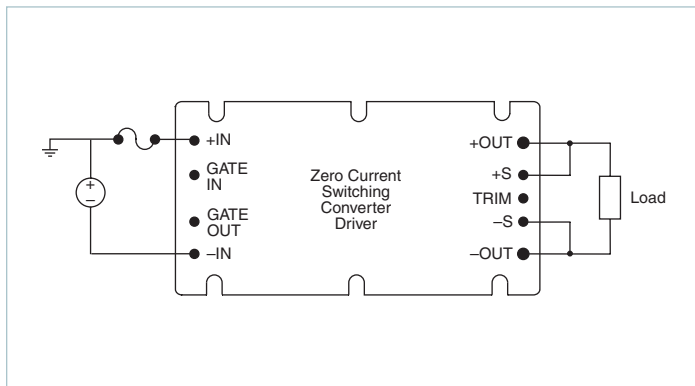 +IN
GATE
IN
GATE
OUT
–IN
Zero Current
Switching
Converter
Driver
+OUT
+S
TRIM
–S
–OUT
Load
+
–